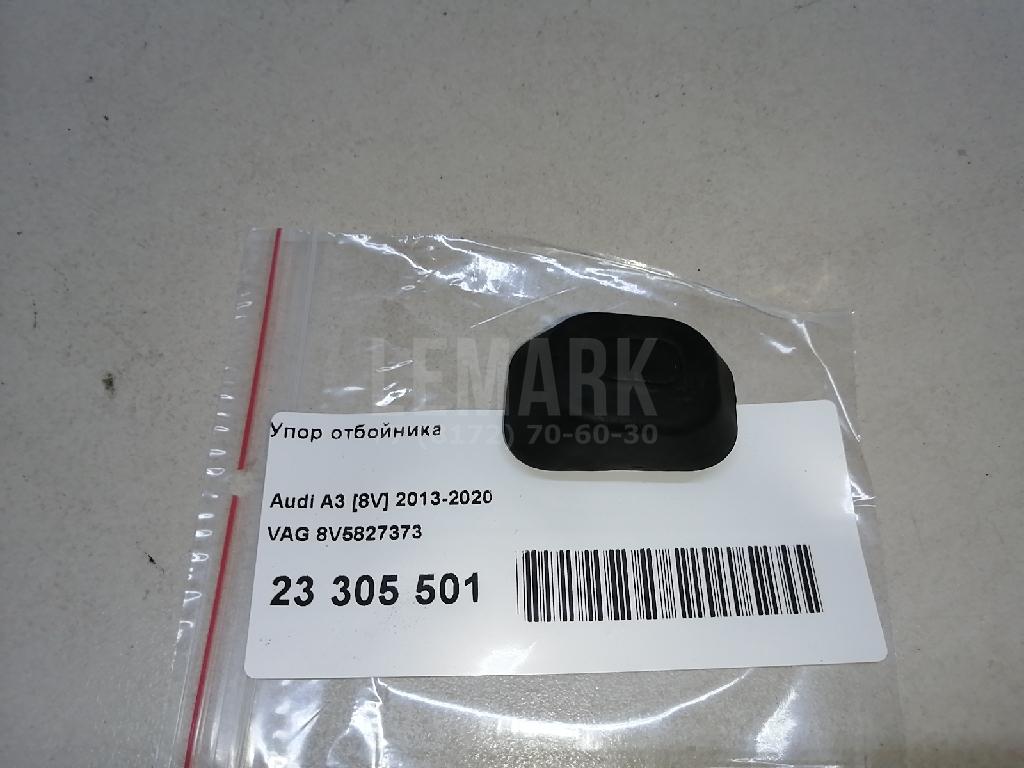 LEMARK
Упор отбойника
172) 70-60-30
Audi A3 [8V] 2013-2020
VAG 8V5827373
23 305 501